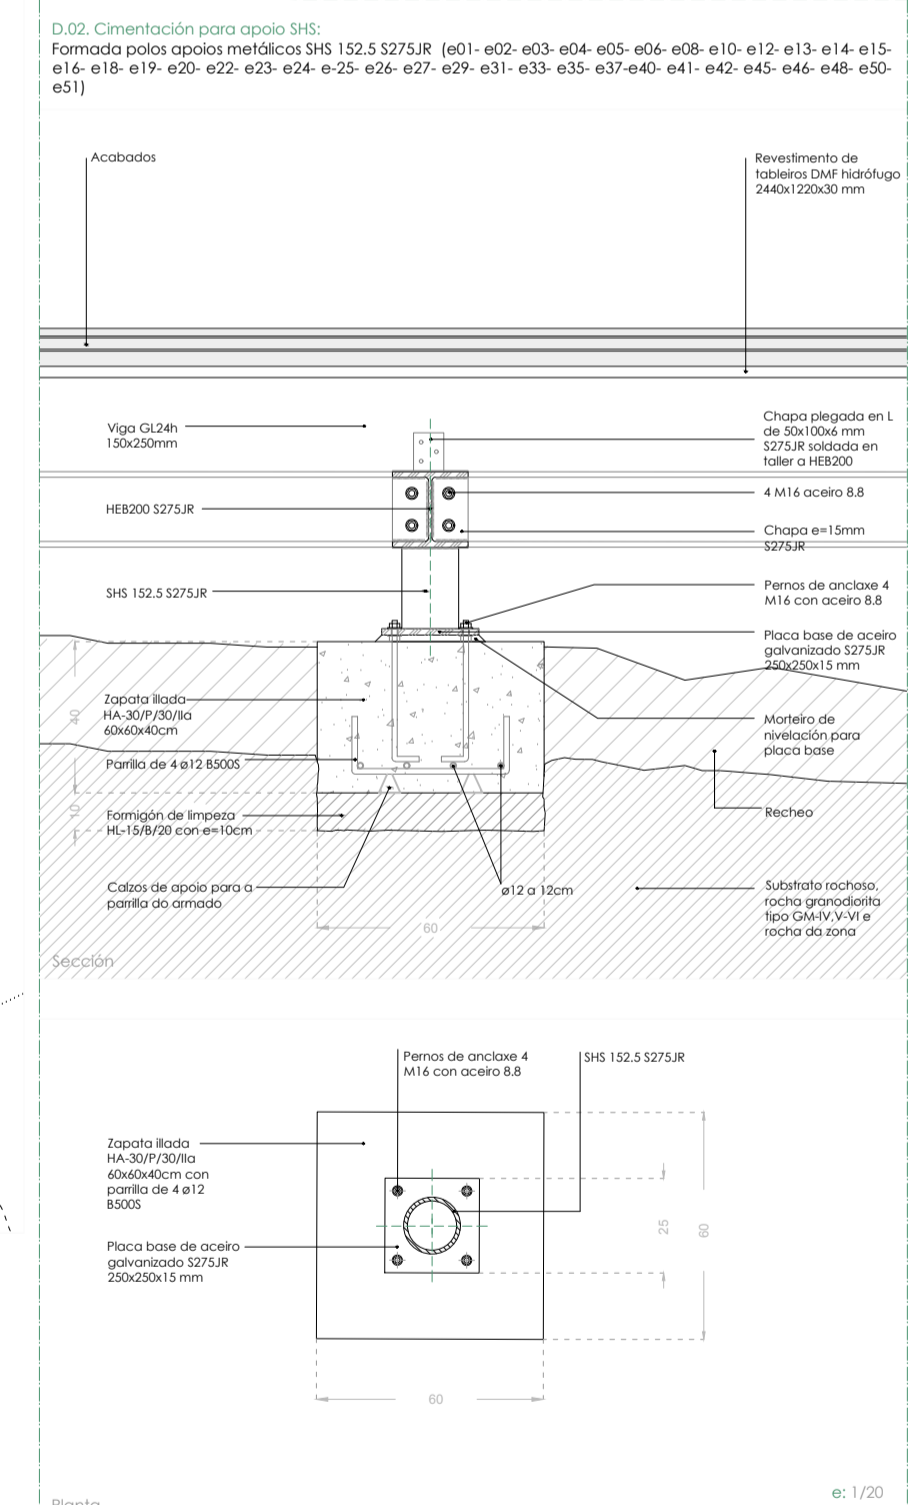 D.02. Cimentación para apoio SHS:
Formada polos apoios metálicos SHS 152.5 S275JR (e01- e02- e03- e04- e05- e06- e08- e10- e12- e13- e14- e15-
e16- e18- e19- e20- e22- e23- e24- e-25- e26- e27- e29- e31- e33- e35- e37-e40- e41- e42- e45- e46- e48- e50-
e51)
Acabados
Revestimento de
tableiros DMF hidrófugo
2440x1220x30 mm
Viga GL24h
150x250mm
Chapa plegada en L
de 50x100x6 mm
S275JR soldada en
taller a HEB200
HEB200 S275JR
4 M16 aceiro 8.8
Chapa e=15mm
S275JR
SHS 152.5 S275JR
Pernos de anclaxe 4
M16 con aceiro 8.8
Placa base de aceiro
galvanizado S275JR
250x250x15 mm
40
Zapata illada
HA-30/P/30/IIa
60x60x40cm
Morteiro de
nivelación para
placa base
Parrilla de 4 ø12 B500S
10
Formigón de limpeza
HL-15/B/20 con e=10cm
Recheo
Calzos de apoio para a
parrilla do armado
ø12 a 12cm
Substrato rochoso,
rocha granodiorita
tipo GM-IV,V-VI e
rocha da zona
60
Sección
Pernos de anclaxe 4
M16 con aceiro 8.8
SHS 152.5 S275JR
Zapata illada
HA-30/P/30/IIa
60x60x40cm con
parrilla de 4 ø12
B500S
Placa base de aceiro
galvanizado S275JR
250x250x15 mm
25
60
60
e: 1/20
Planta